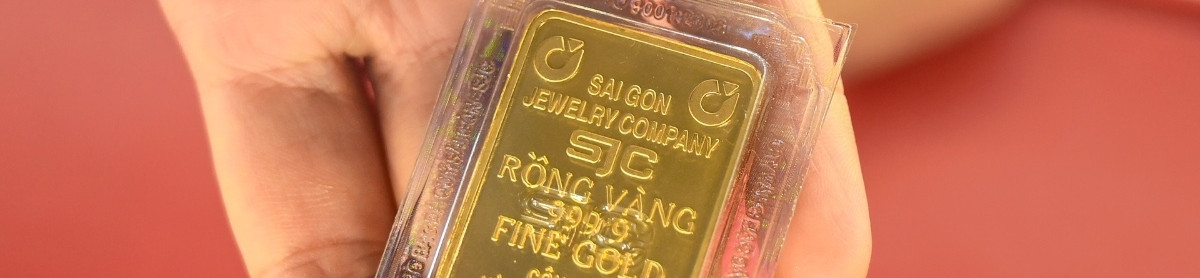 SAI GON
JEWELRY COMPANY
SJC
RỒNG VÀNG
999.9
FINE GOLD